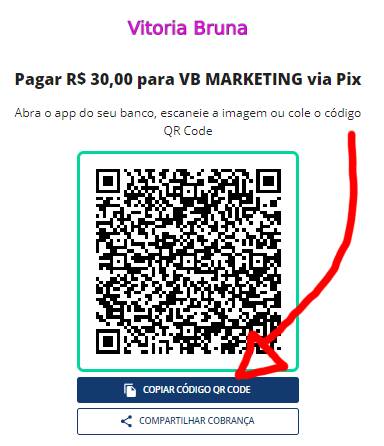 Vitoria Bruna
Pagar R$ 30,00 para VB MARKETING via Pix
Abra o app do seu banco, escaneie a imagem ou cole o código
QR Code
COPIAR CÓDIGO QR CODE
COMPARTILHAR COBRANÇA